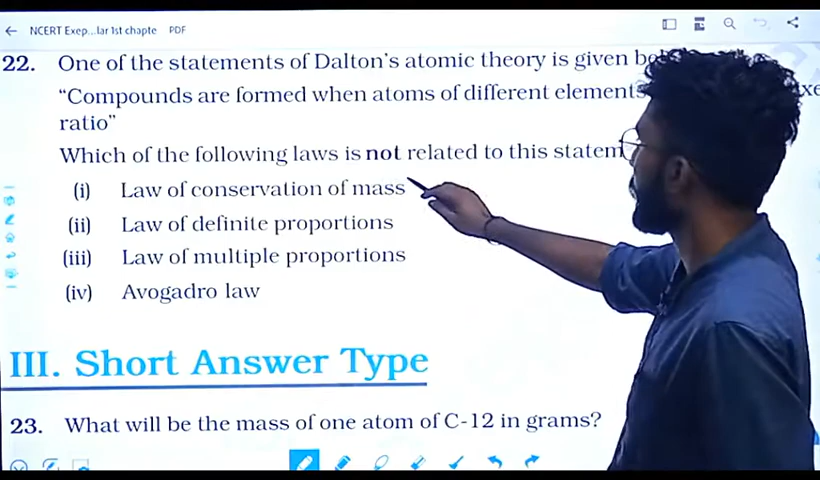 NCERT Exep...lar 1st chapte PDF
22. One of the statements of Dalton's atomic theory is given
"Compounds are formed when atoms of different elements
ratio"
Which of the following laws is not related to this
(i) Law of conservation of mass
(ii) Law of definite proportions
(iii) Law of multiple proportions
(iv) Avogadro law
III. Short Answer Type
23. What will be the mass of one atom of C-12 in grams?